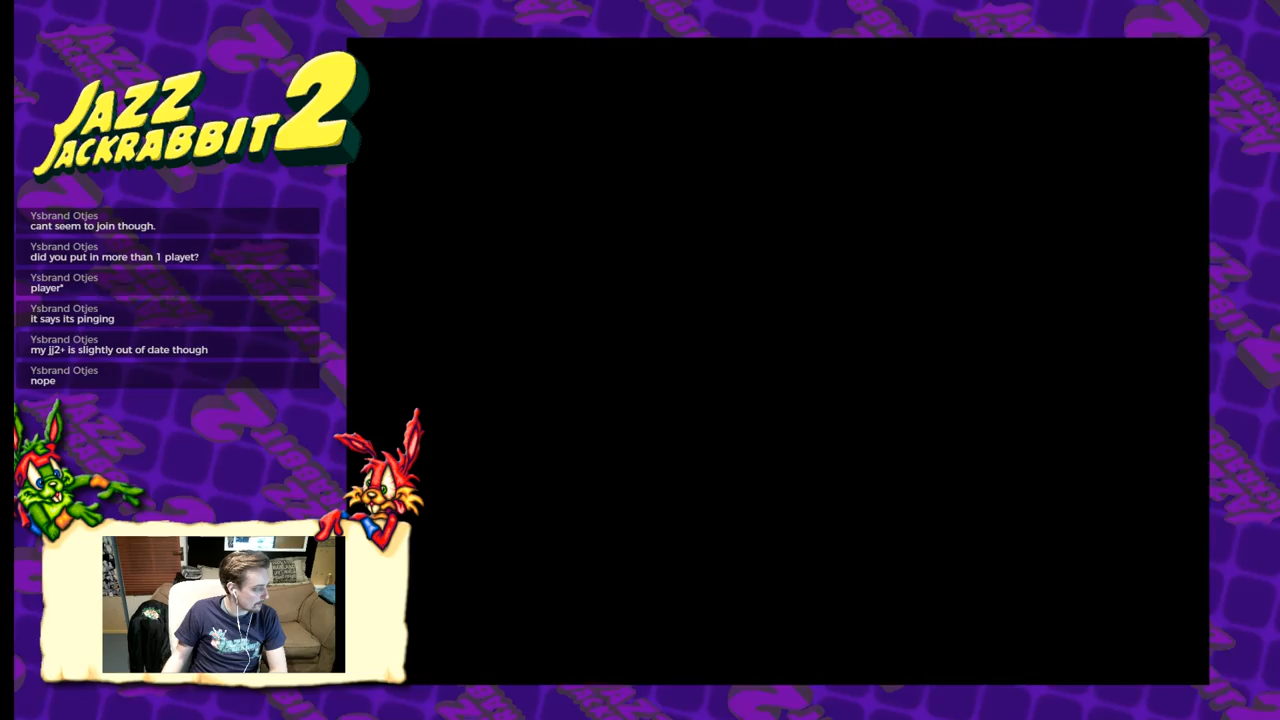 JAZZ
JACKRABBIT 2
Ysbrand Otjes
cant seem to join though.
Ysbrand Otjes
did you put in more than 1 playet?
Ysbrand Otjes
player*
Ysbrand Otjes
it says its pinging
Ysbrand Otjes
my jj2+ is slightly out of date though
Ysbrand Otjes
nope